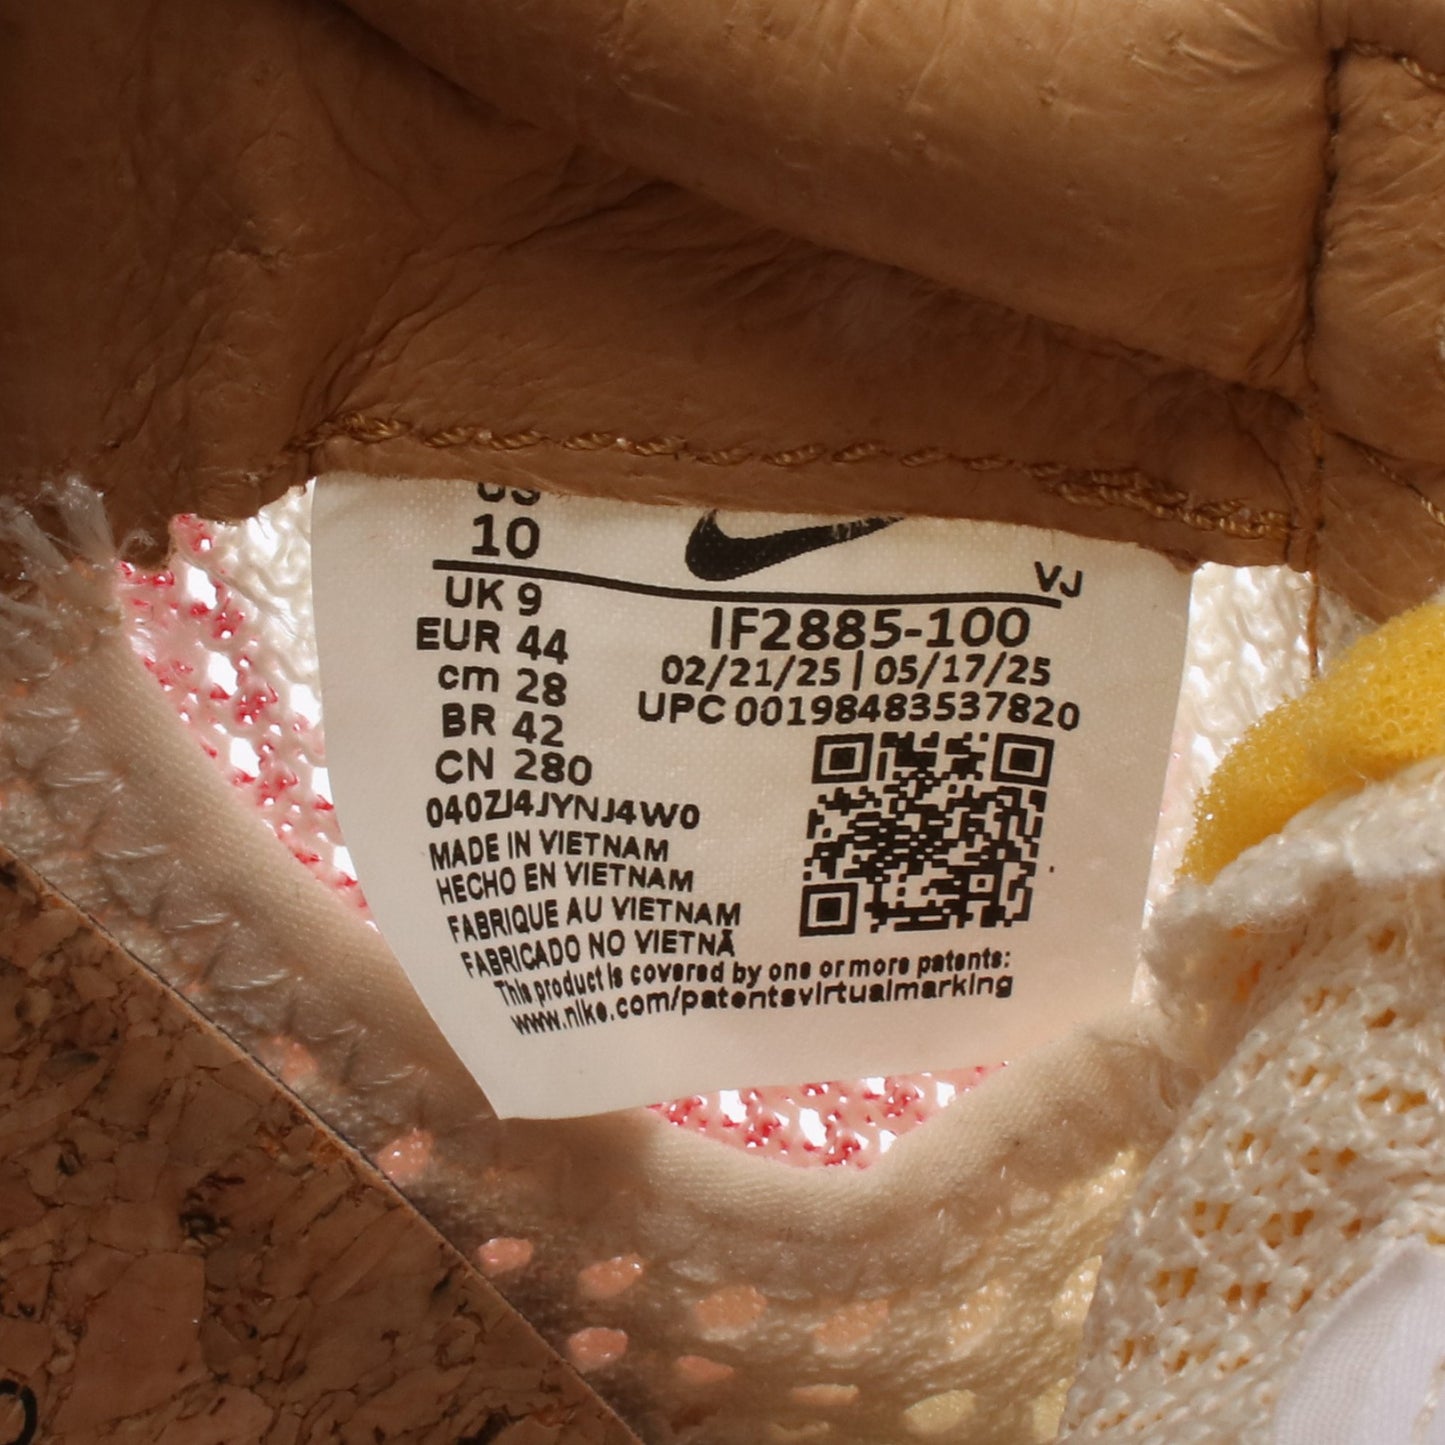 US
10
VJ
UK 9
EUR 44
cm 28
BR 42
CN 280
IF2885-100
02/21/25 | 05/17/25
UPC 00198483537820
040ZJ4JYNJ4W0
MADE IN VIETNAM
HECHO EN VIETNAM
FABRIQUE AU VIETNAM
FABRICADO NO VIETNÃ
This product is covered by one or more patents:
www.nike.com/patentsvirtualmarking